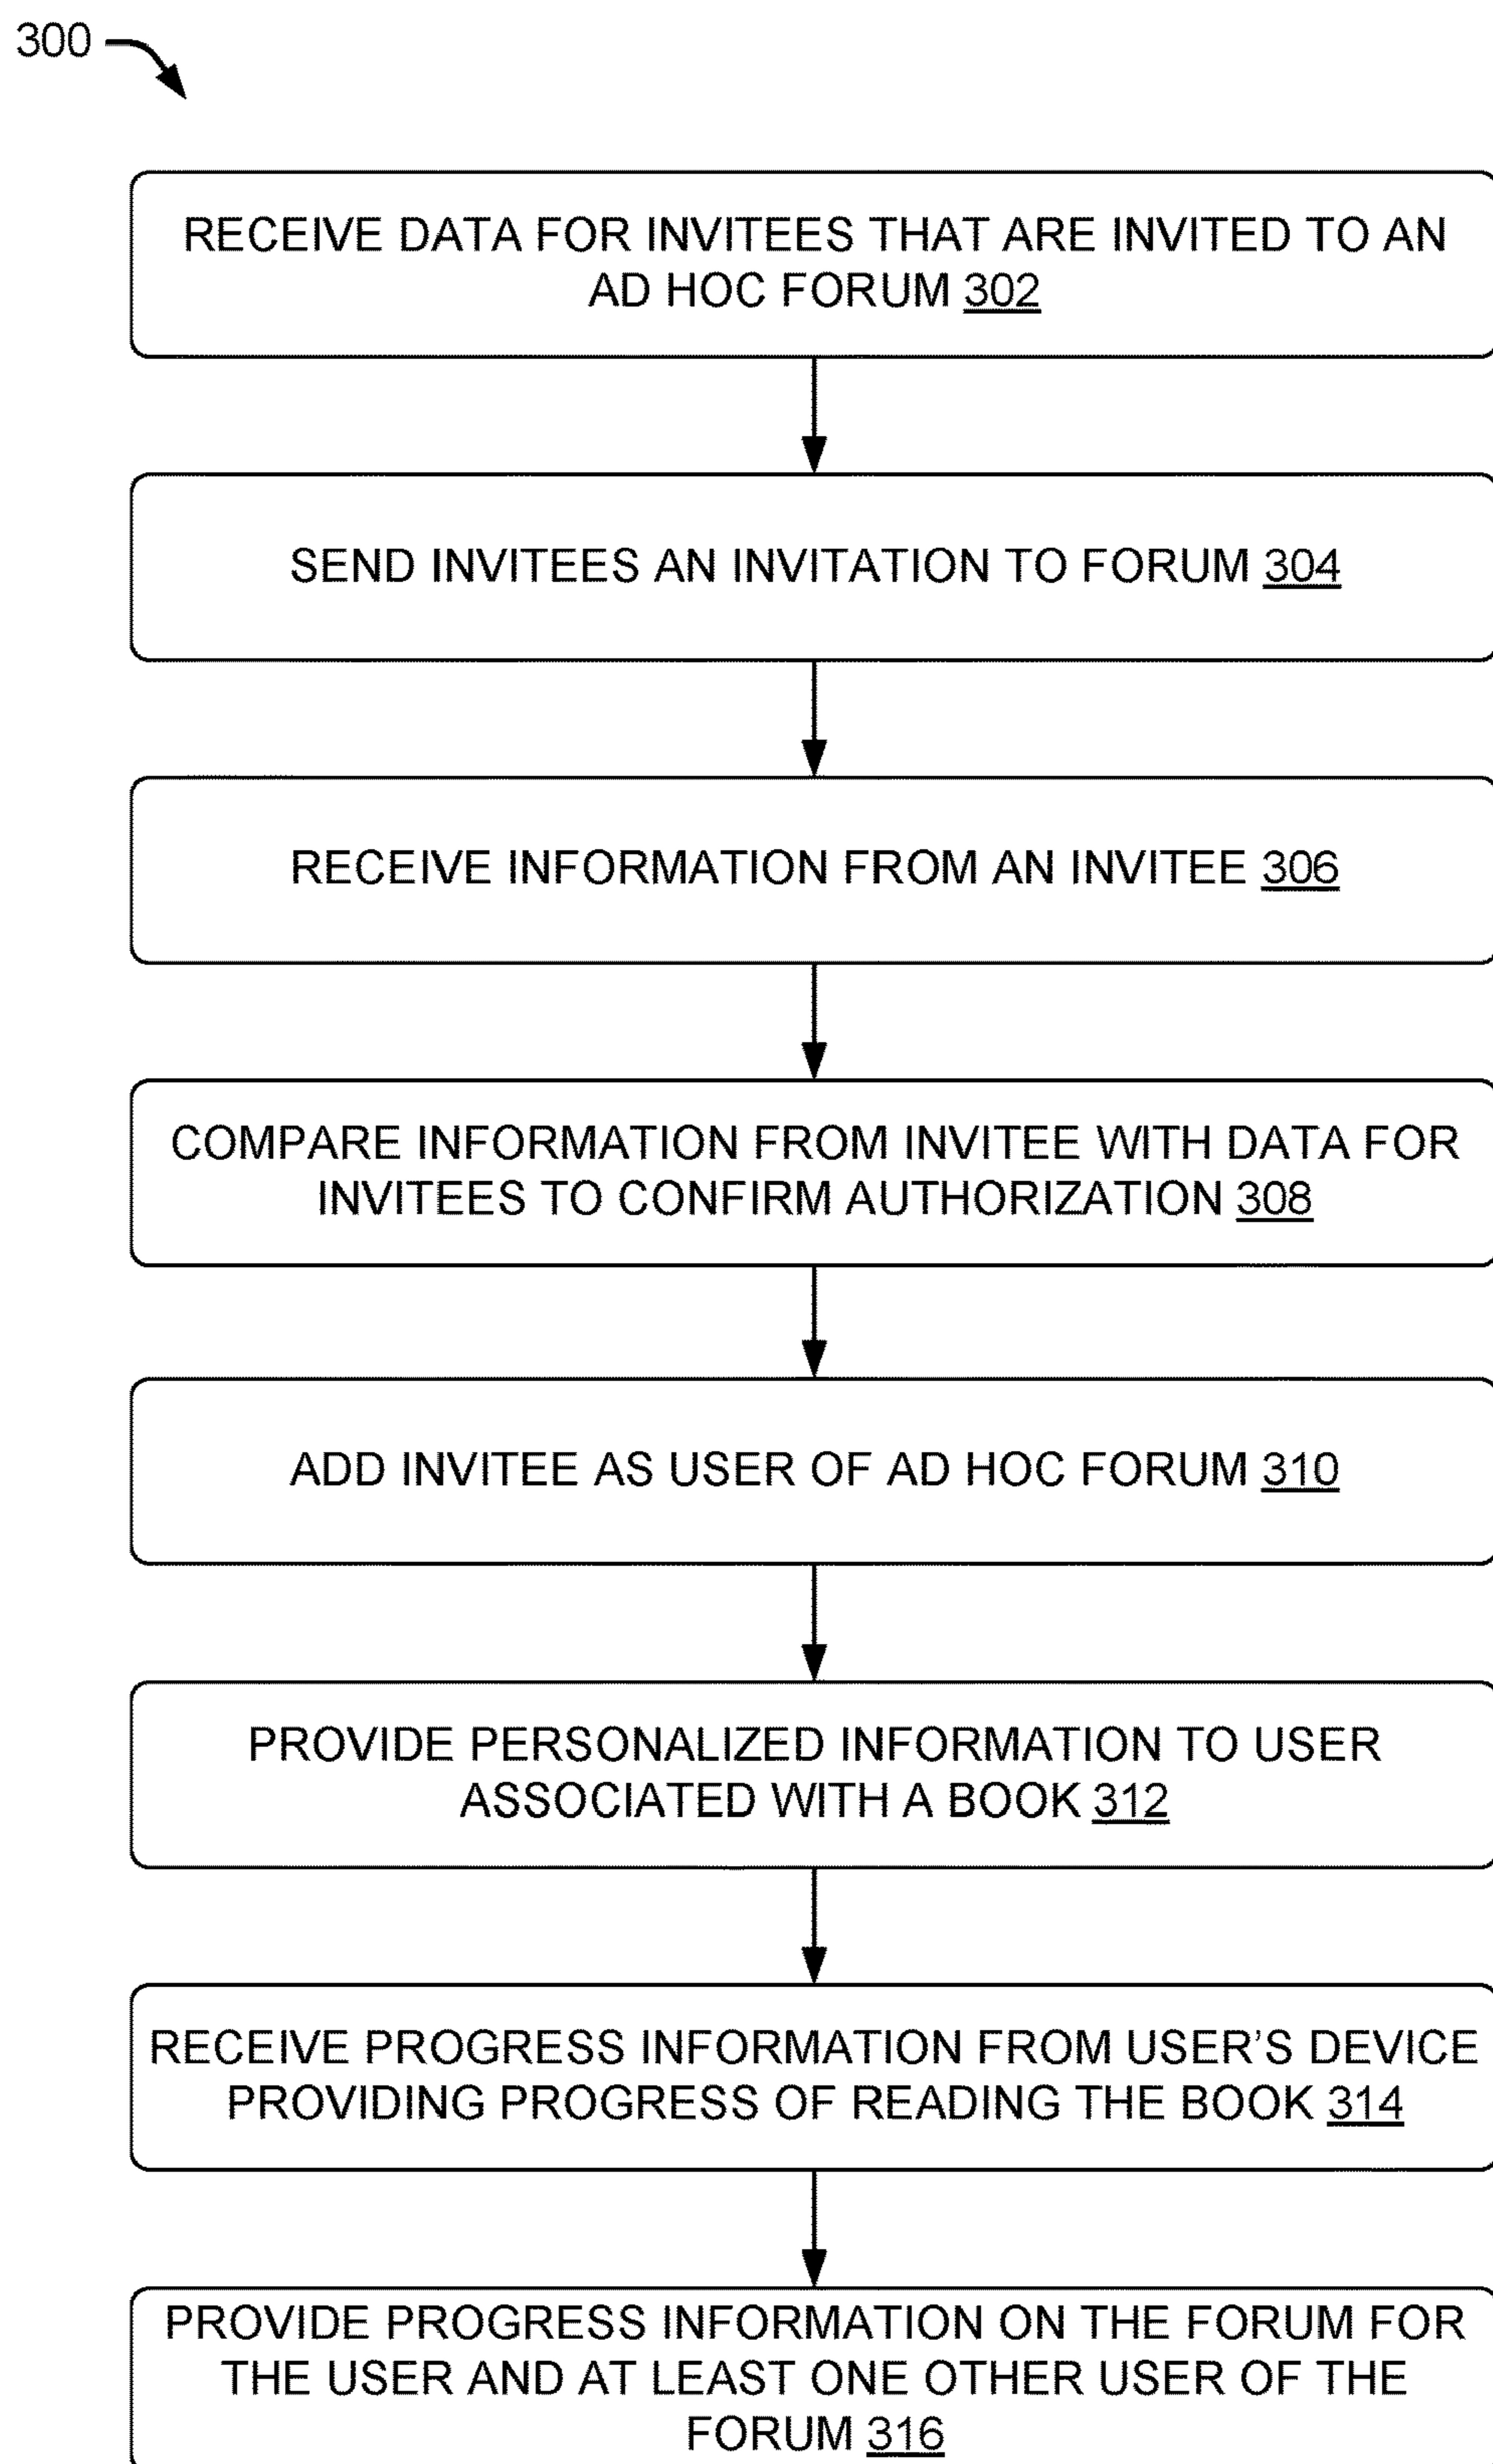 300
RECEIVE DATA FOR INVITEES THAT ARE INVITED TO AN
AD HOC FORUM 302
SEND INVITEES AN INVITATION TO FORUM 304
RECEIVE INFORMATION FROM AN INVITEE 306
COMPARE INFORMATION FROM INVITEE WITH DATA FOR
INVITEES TO CONFIRM AUTHORIZATION 308
ADD INVITEE AS USER OF AD HOC FORUM 310
PROVIDE PERSONALIZED INFORMATION TO USER
ASSOCIATED WITH A BOOK 312
RECEIVE PROGRESS INFORMATION FROM USER’S DEVICE
PROVIDING PROGRESS OF READING THE BOOK 314
PROVIDE PROGRESS INFORMATION ON THE FORUM FOR
THE USER AND AT LEAST ONE OTHER USER OF THE
FORUM 316